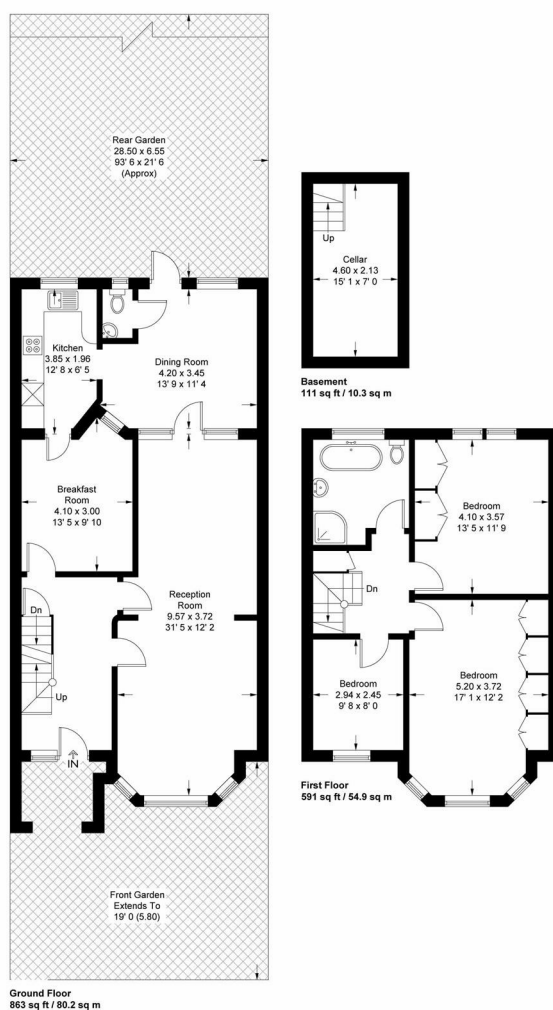 Rear Garden
28.50 x 6.55
93' 6 x 21' 6
(Approx)
Kitchen
3.85 x 1.96
12' 8 x 6' 5
Dining Room
4.20 x 3.45
13' 9 x 11' 4
Breakfast
Room
4.10 x 3.00
13' 5 x 9' 10
Dn
Reception
Room
9.57 x 3.72
31' 5 x 12' 2
Up
IN
Front Garden
Extends To
19' 0 (5.80)
Ground Floor
863 sq ft / 80.2 sq m
Up
Cellar
4.60 x 2.13
15' 1 x 7' 0
Basement
111 sq ft / 10.3 sq m
Bedroom
4.10 x 3.57
13' 5 x 11' 9
Dn
Bedroom
2.94 x 2.45
9' 8 x 8' 0
Bedroom
5.20 x 3.72
17' 1 x 12' 2
First Floor
591 sq ft / 54.9 sq m